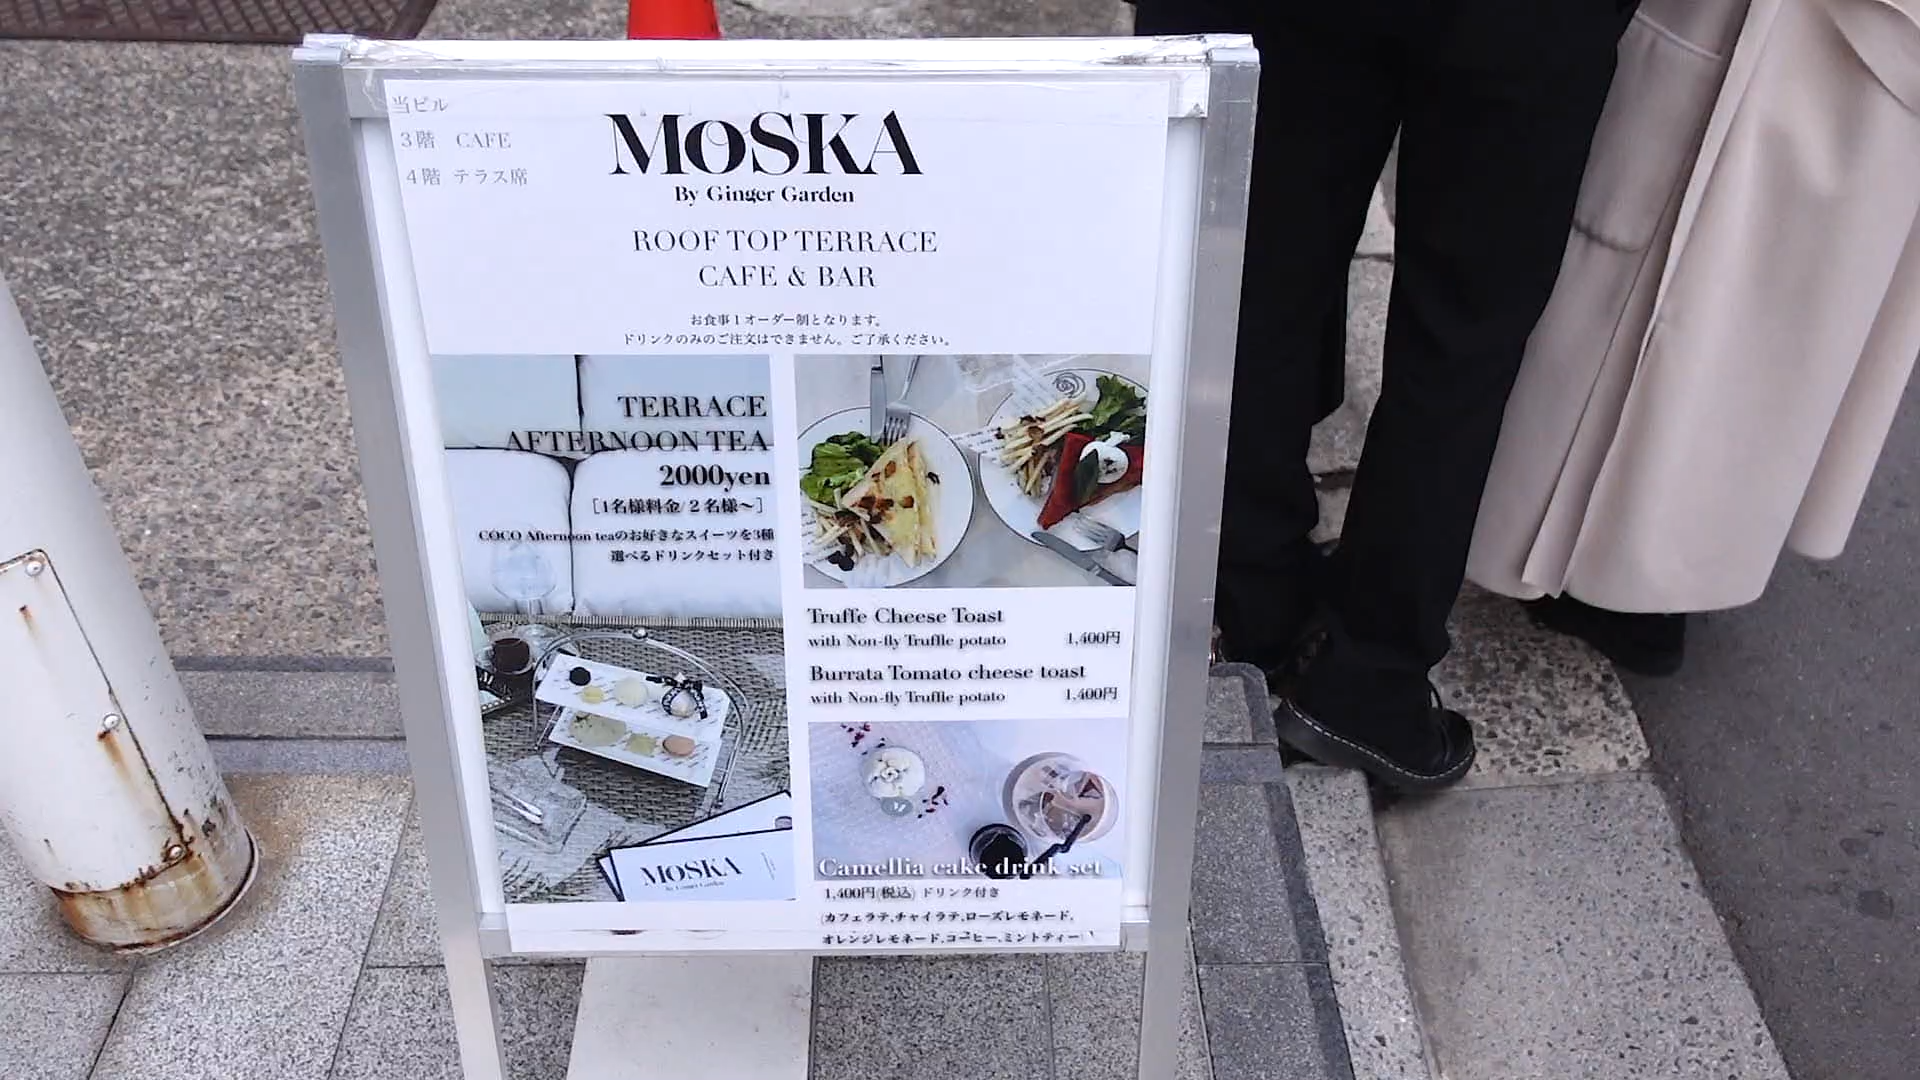 当ビル
3階 CAFE
4階 テラス席
MOSKA
By Ginger Garden
ROOF TOP TERRACE
CAFE & BAR
お食事1オーダー制となります。
ドリンクのみのご注文はできません。ご了承ください。
TERRACE
AFTERNOON TEA
2000yen
[1名様料金/2名様〜]
COCO Afternoon teaのお好きなスイーツを3種
選べるドリンクセット付き
MOSKA
By Ginger Garden
Truffe Cheese Toast
with Non-fly Truffle potato 1,400円
Burrata Tomato cheese toast
with Non-fly Truffle potato 1,400円
Camellia cake drink set
1,400円(税込) ドリンク付き
(カフェラテ,チャイラテ,ローズレモネード,
オレンジレモネード,コーヒー,ミントティー)